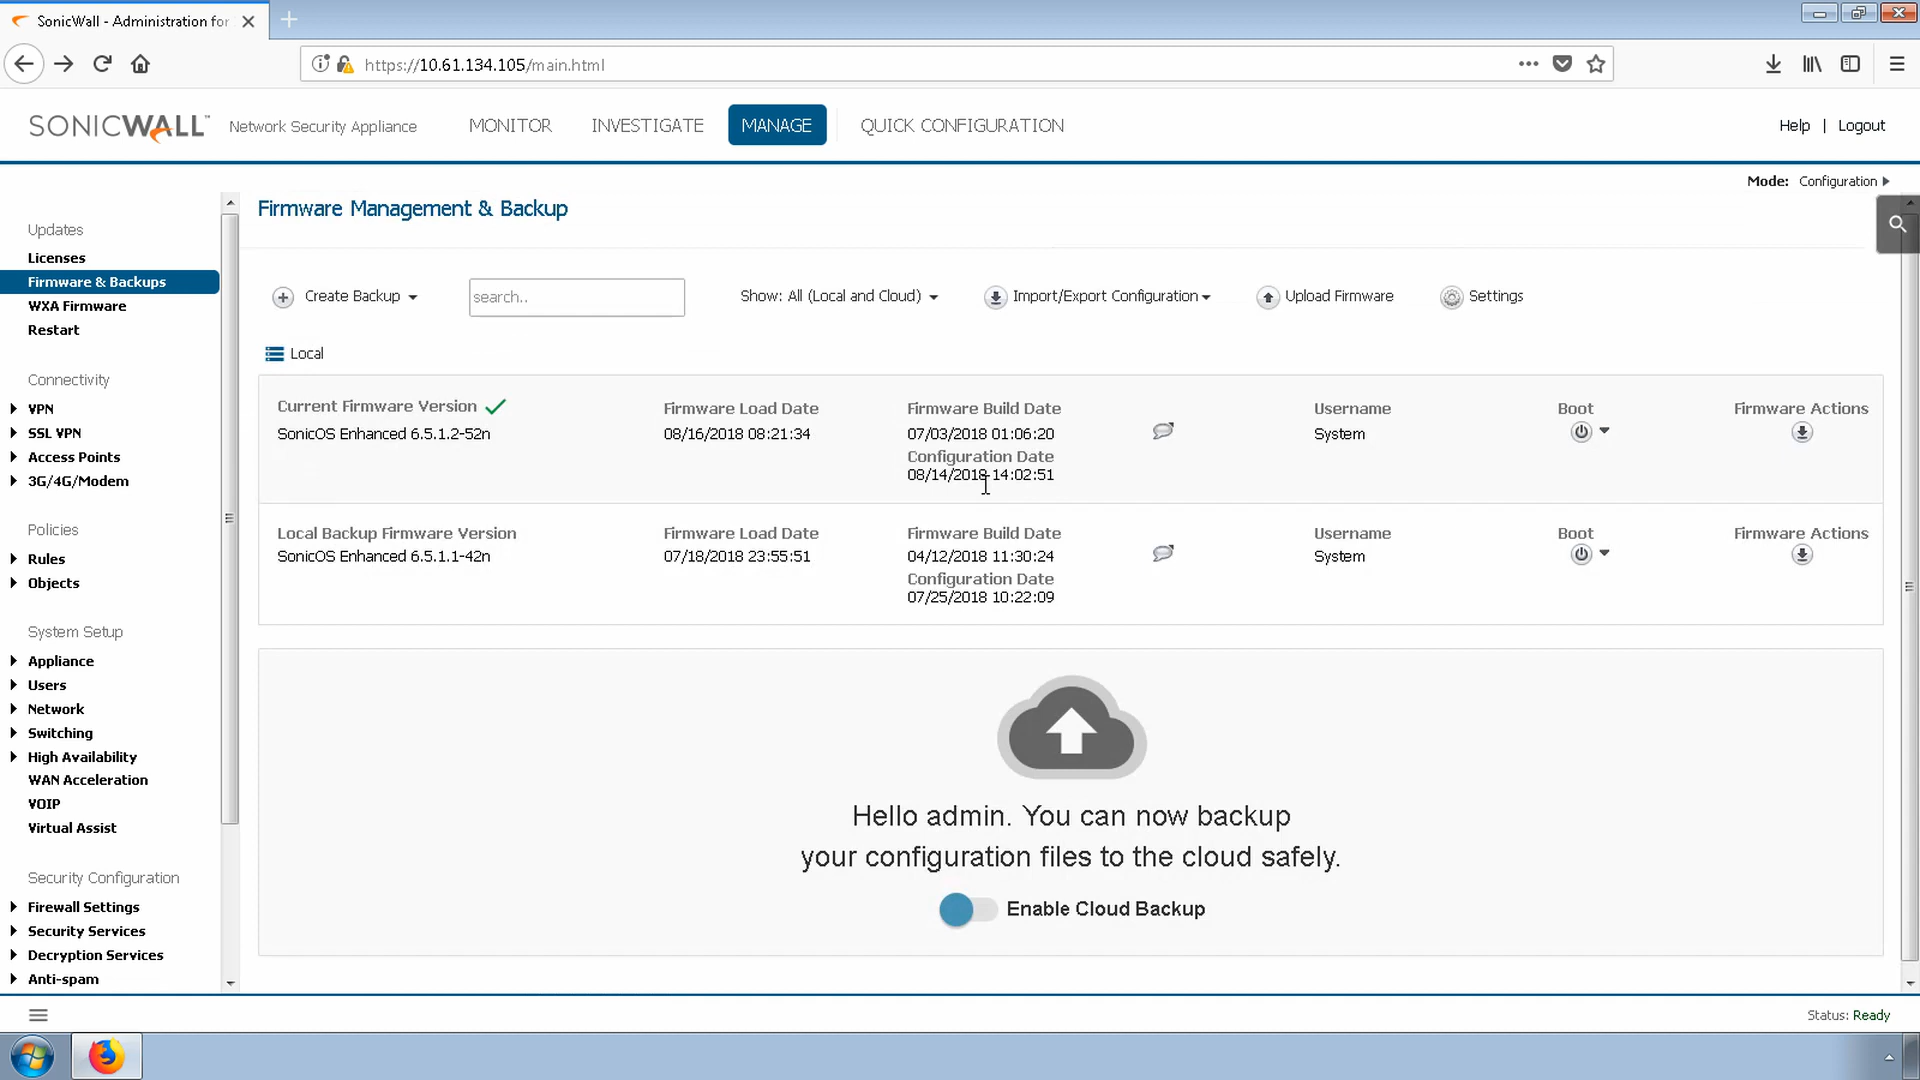 SonicWall - Administration for
https://10.61.134.105/main.html
SONICWALL Network Security Appliance MONITOR INVESTIGATE MANAGE QUICK CONFIGURATION Help | Logout
Mode: Configuration
Updates
Licenses
Firmware & Backups
WXA Firmware
Restart
Connectivity
VPN
SSL VPN
Access Points
3G/4G/Modem
Policies
Rules
Objects
System Setup
Appliance
Users
Network
Switching
High Availability
WAN Acceleration
VOIP
Virtual Assist
Security Configuration
Firewall Settings
Security Services
Decryption Services
Anti-spam
Firmware Management & Backup
Create Backup search.. Show: All (Local and Cloud) Import/Export Configuration Upload Firmware Settings
Local
Current Firmware Version Firmware Load Date Firmware Build Date Username Boot Firmware Actions
SonicOS Enhanced 6.5.1.2-52n 08/16/2018 08:21:34 07/03/2018 01:06:20 System
Configuration Date
08/14/2018 14:02:51
Local Backup Firmware Version Firmware Load Date Firmware Build Date Username Boot Firmware Actions
SonicOS Enhanced 6.5.1.1-42n 07/18/2018 23:55:51 04/12/2018 11:30:24 System
Configuration Date
07/25/2018 10:22:09
Hello admin. You can now backup
your configuration files to the cloud safely.
Enable Cloud Backup
Status: Ready